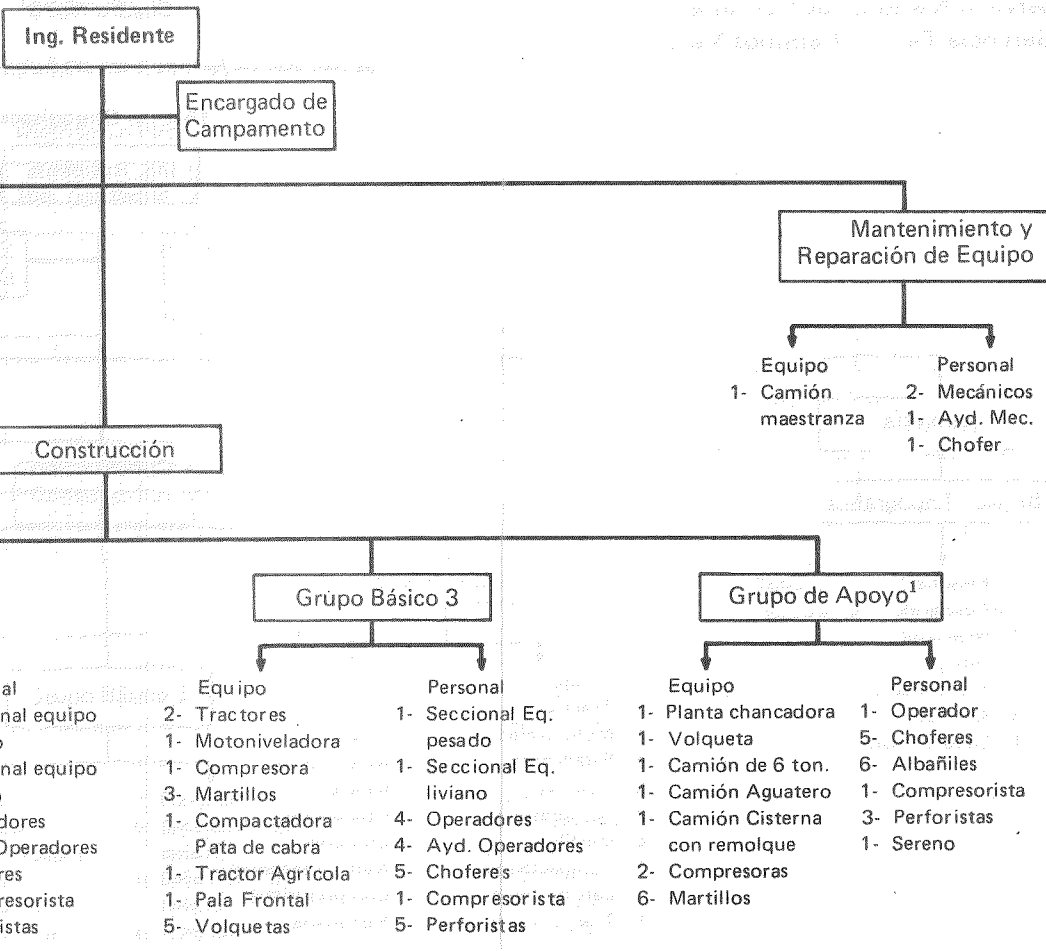 Ing. Residente
Encargado de
Campamento
Mantenimiento y
Reparación de Equipo
Equipo
1- Camión
maestranza
Personal
2- Mecánicos
1- Ayd. Mec.
1- Chofer
Construcción
Grupo Básico 3
Grupo de Apoyo¹
al
nal equipo
o
nal equipo
o
dores
Operadores
res
resorista
istas
Equipo
2- Tractores
1- Motoniveladora
1- Compresora
3- Martillos
1- Compactadora
Pata de cabra
1- Tractor Agrícola
1- Pala Frontal
5- Volquetas
Personal
1- Seccional Eq.
pesado
1- Seccional Eq.
liviano
4- Operadores
4- Ayd. Operadores
5- Choferes
1- Compresorista
5- Perforistas
Equipo
1- Planta chancadora
1- Volqueta
1- Camión de 6 ton.
1- Camión Aguatero
1- Camión Cisterna
con remolque
2- Compresoras
6- Martillos
Personal
1- Operador
5- Choferes
6- Albañiles
1- Compresorista
3- Perforistas
1- Sereno